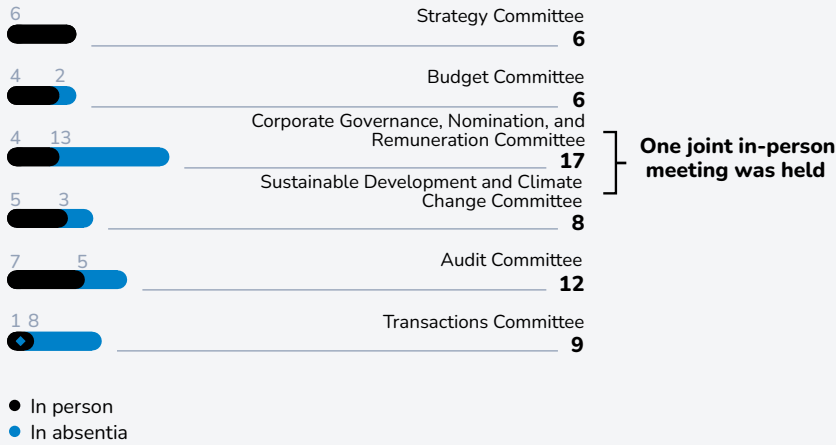 6
Strategy Committee
6
4 2
Budget Committee
6
Corporate Governance, Nomination, and
4 13
Remuneration Committee
17
One joint in-person
meeting was held
Sustainable Development and Climate
5 3
Change Committee
8
7 5
Audit Committee
12
1 8
Transactions Committee
9
In person
In absentia